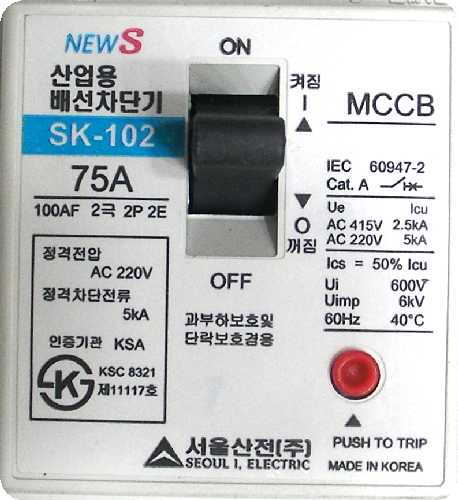 NEW S
산업용
배선차단기
SK-102
75A
100AF 2극 2P 2E
정격전압
AC 220V
정격차단전류
5kA
인증기관 KSA
KSC 8321
제11117호
ON
OFF
과부하보호및
단락보호겸용
켜짐
I
O
꺼짐
MCCB
IEC 60947-2
Cat. A
Ue Icu
AC 415V 2.5kA
AC 220V 5kA
Ics = 50% Icu
Ui 600V
Uimp 6kV
60Hz 40°C
PUSH TO TRIP
MADE IN KOREA
서울산전(주)
SEOUL I, ELECTRIC